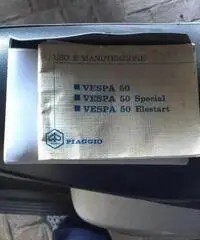 USO E MANUTENZIONE
VESPA 50
VESPA 50 Special
VESPA 50 Elestart
PIAGGIO